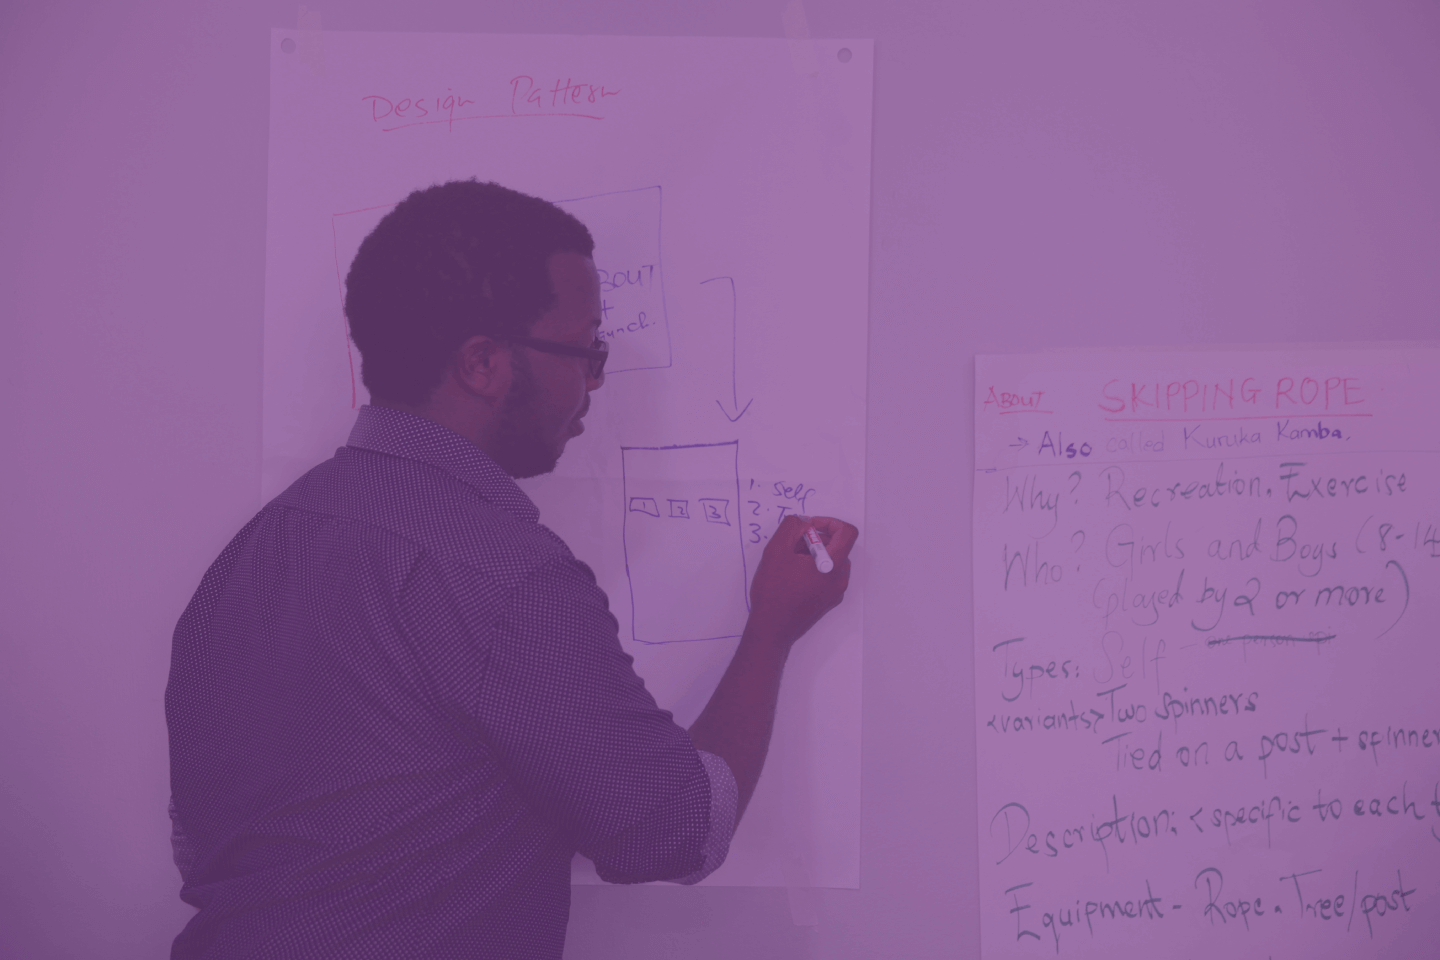 Design Pattern
BOUT
+
unch.
1 2 3
1. Self
2. T
3.
ABOUT SKIPPING ROPE
→ Also called Kuruka Kamba.
Why? Recreation. Exercise
Who? Girls and Boys (8-14
(played by 2 or more)
Types: Self -
<variants> Two Spinners
Tied on a post + spinner
Description: < specific to each t
Equipment - Rope. Tree/post